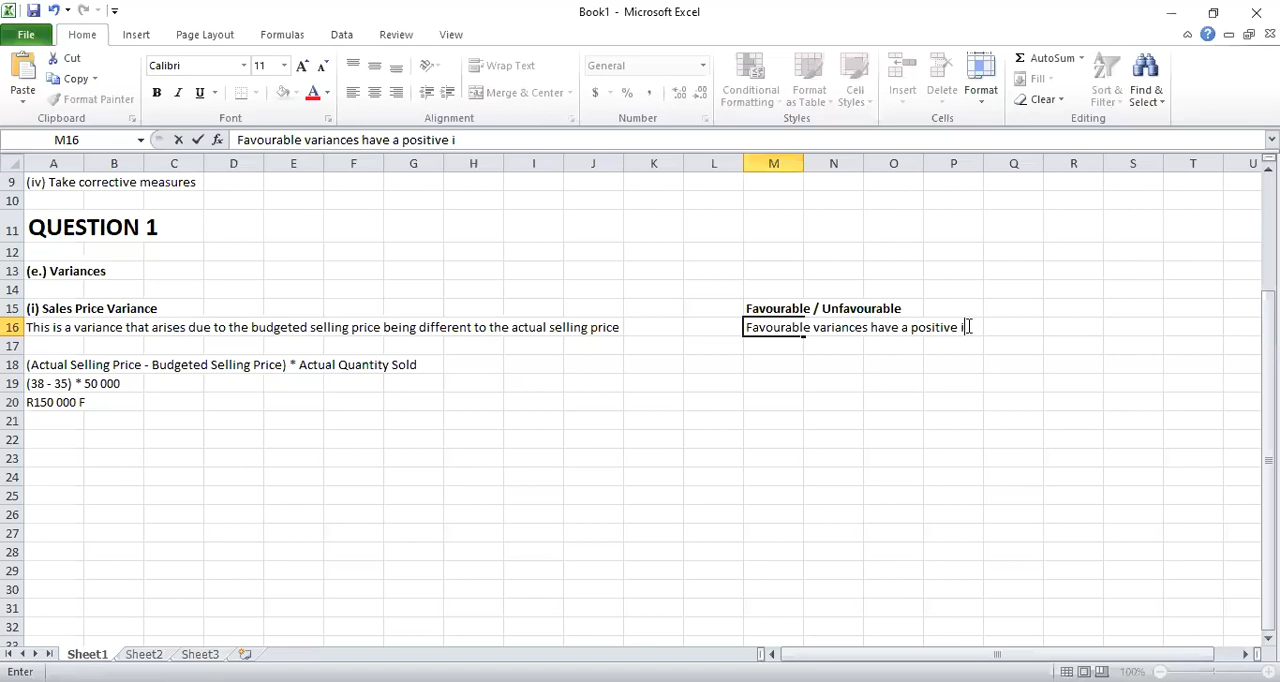 Book1 - Microsoft Excel
File Home Insert Page Layout Formulas Data Review View
Cut
Copy
Format Painter
Paste
Clipboard
Calibri 11
B I U
Font
Wrap Text
Merge & Center
Alignment
General
$ % ,
Number
Conditional Formatting
Format as Table
Cell Styles
Styles
Insert
Delete
Format
Cells
AutoSum
Fill
Clear
Sort & Filter
Find & Select
Editing
M16 fx Favourable variances have a positive i
A B C D E F G H I J K L M N O P Q R S T U
9 (iv) Take corrective measures
10
11 QUESTION 1
12
13 (e.) Variances
14
15 (i) Sales Price Variance Favourable / Unfavourable
16 This is a variance that arises due to the budgeted selling price being different to the actual selling price Favourable variances have a positive i
17
18 (Actual Selling Price - Budgeted Selling Price) * Actual Quantity Sold
19 (38 - 35) * 50 000
20 R150 000 F
21
22
23
24
25
26
27
28
29
30
31
32
33
Sheet1 Sheet2 Sheet3
Enter 100%